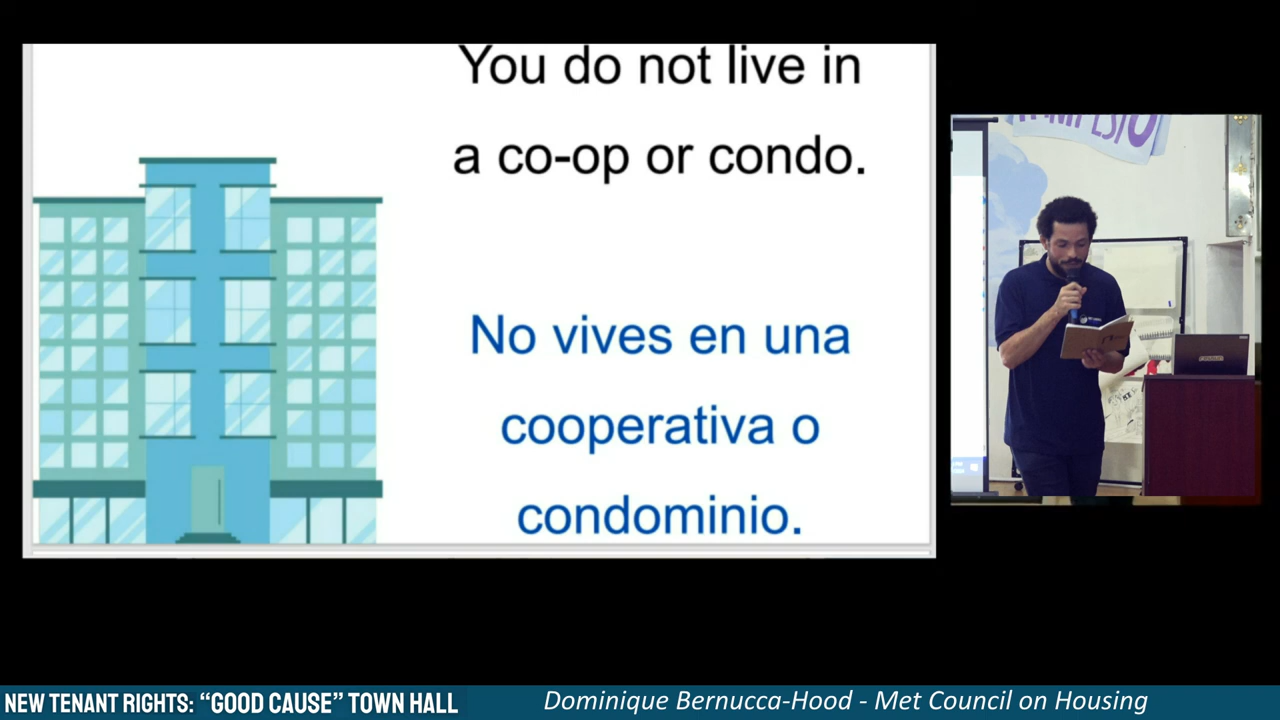 You do not live in
a co-op or condo.
No vives en una
cooperativa o
condominio.
NEW TENANT RIGHTS: “GOOD CAUSE” TOWN HALL
Dominique Bernucca-Hood - Met Council on Housing